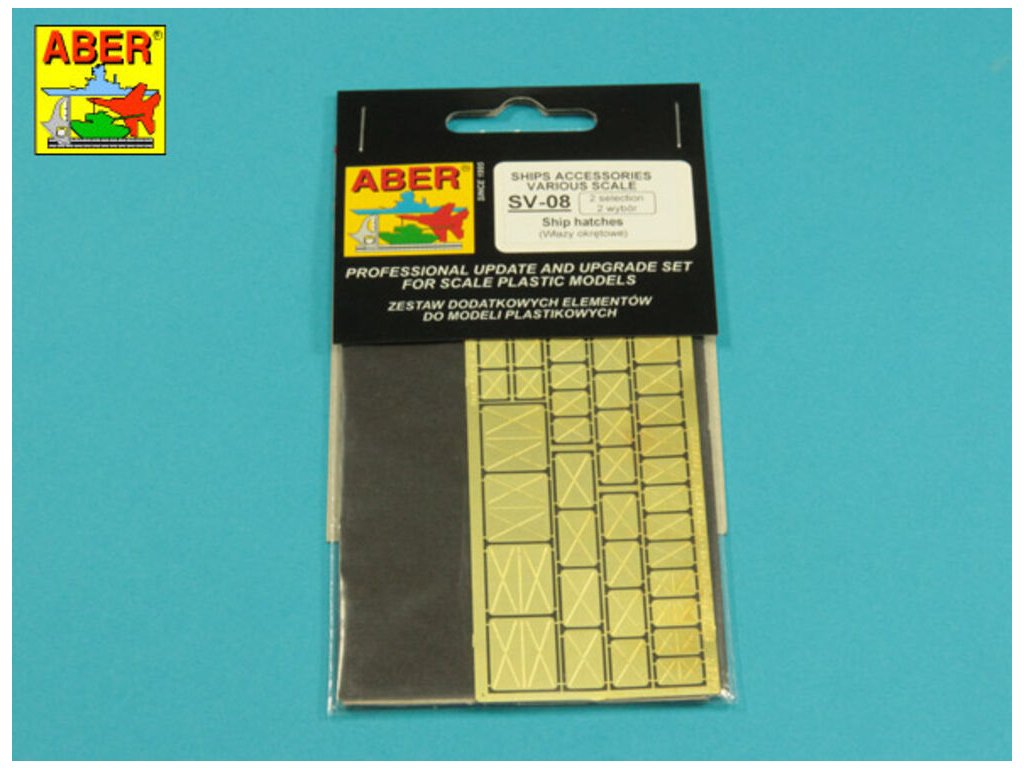 ABER®
ABER®
SINCE 1995
SHIPS ACCESSORIES
VARIOUS SCALE
SV-08
2 selection
2 wybór
Ship hatches
(Włazy okrętowe)
PROFESSIONAL UPDATE AND UPGRADE SET
FOR SCALE PLASTIC MODELS
ZESTAW DODATKOWYCH ELEMENTÓW
DO MODELI PLASTIKOWYCH